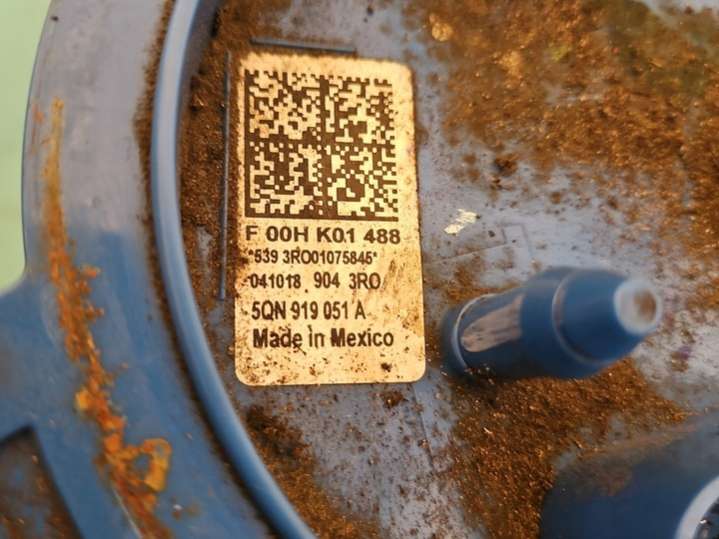 F 00H K01 488
*539 3RO01075845*
041018 904 3RO
5QN 919 051 A
Made in Mexico